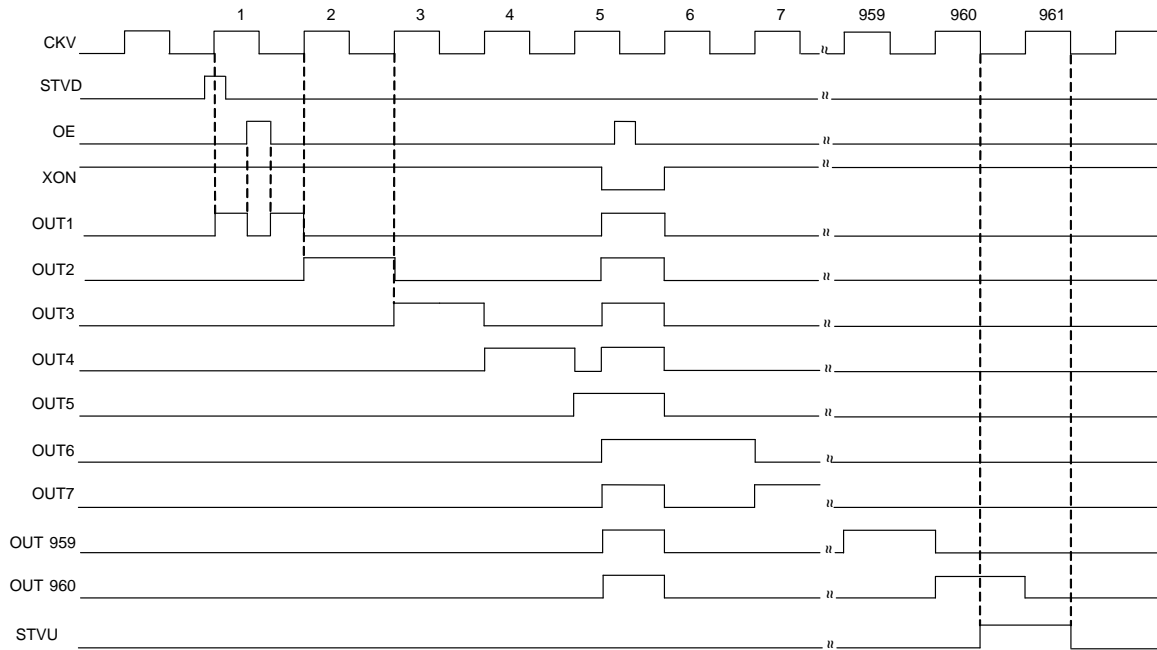 1 2 3 4 5 6 7 959 960 961
CKV
STVD
OE
XON
OUT1
OUT2
OUT3
OUT4
OUT5
OUT6
OUT7
OUT 959
OUT 960
STVU